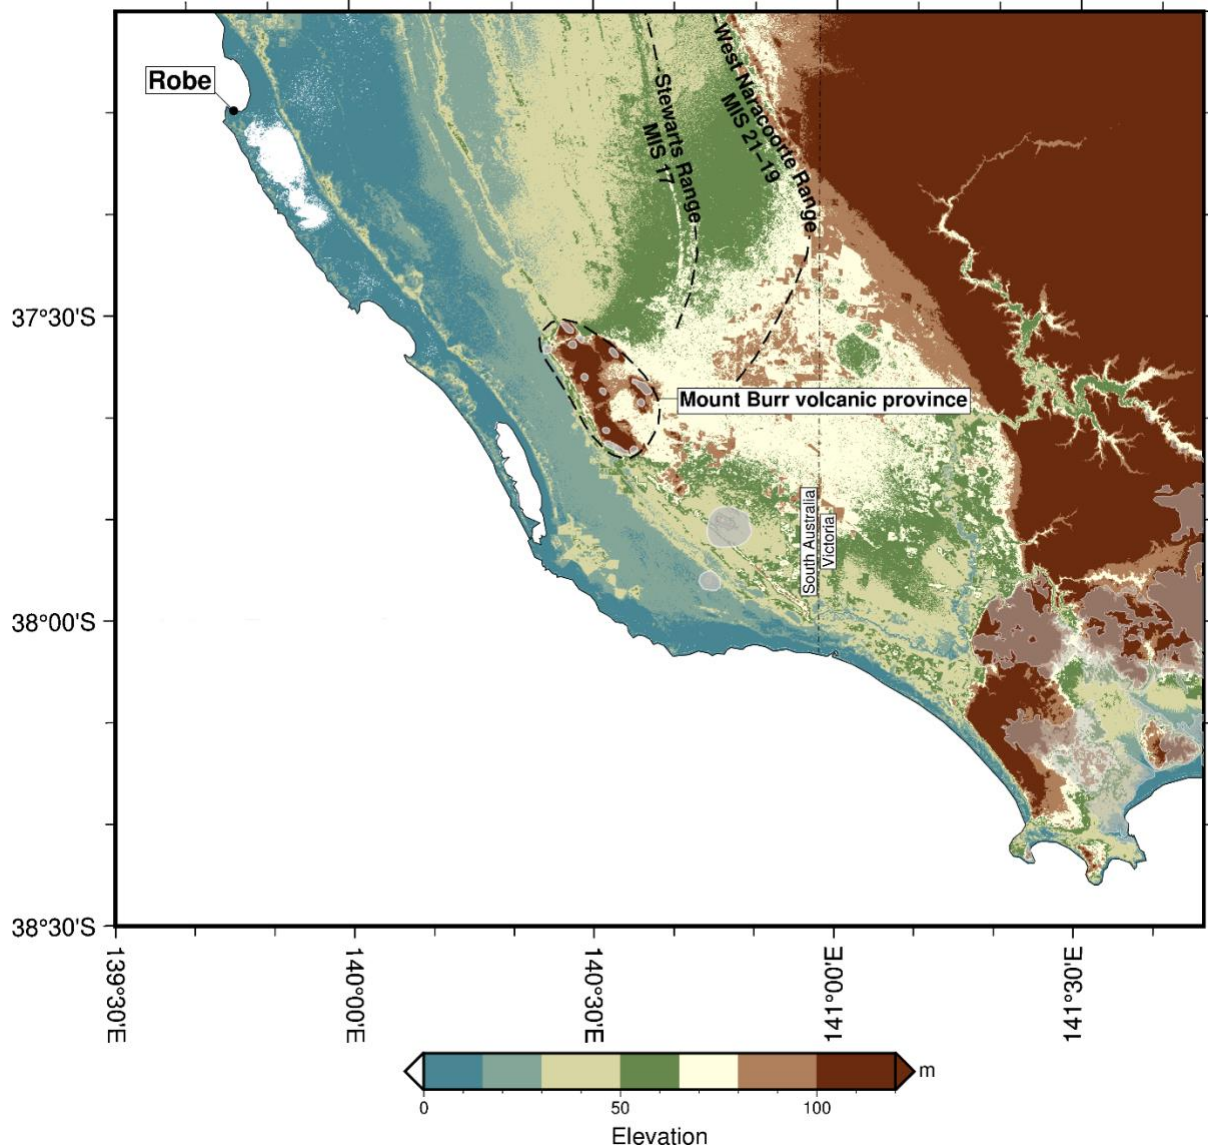 Robe
Stewarts Range
MIS 17
West Naracoorte Range
MIS 21-19
37°30'S
Mount Burr volcanic province
South Australia
Victoria
38°00'S
38°30'S
139°30'E
140°00'E
140°30'E
141°0'E
141°30'E
m
0
50
100
Elevation